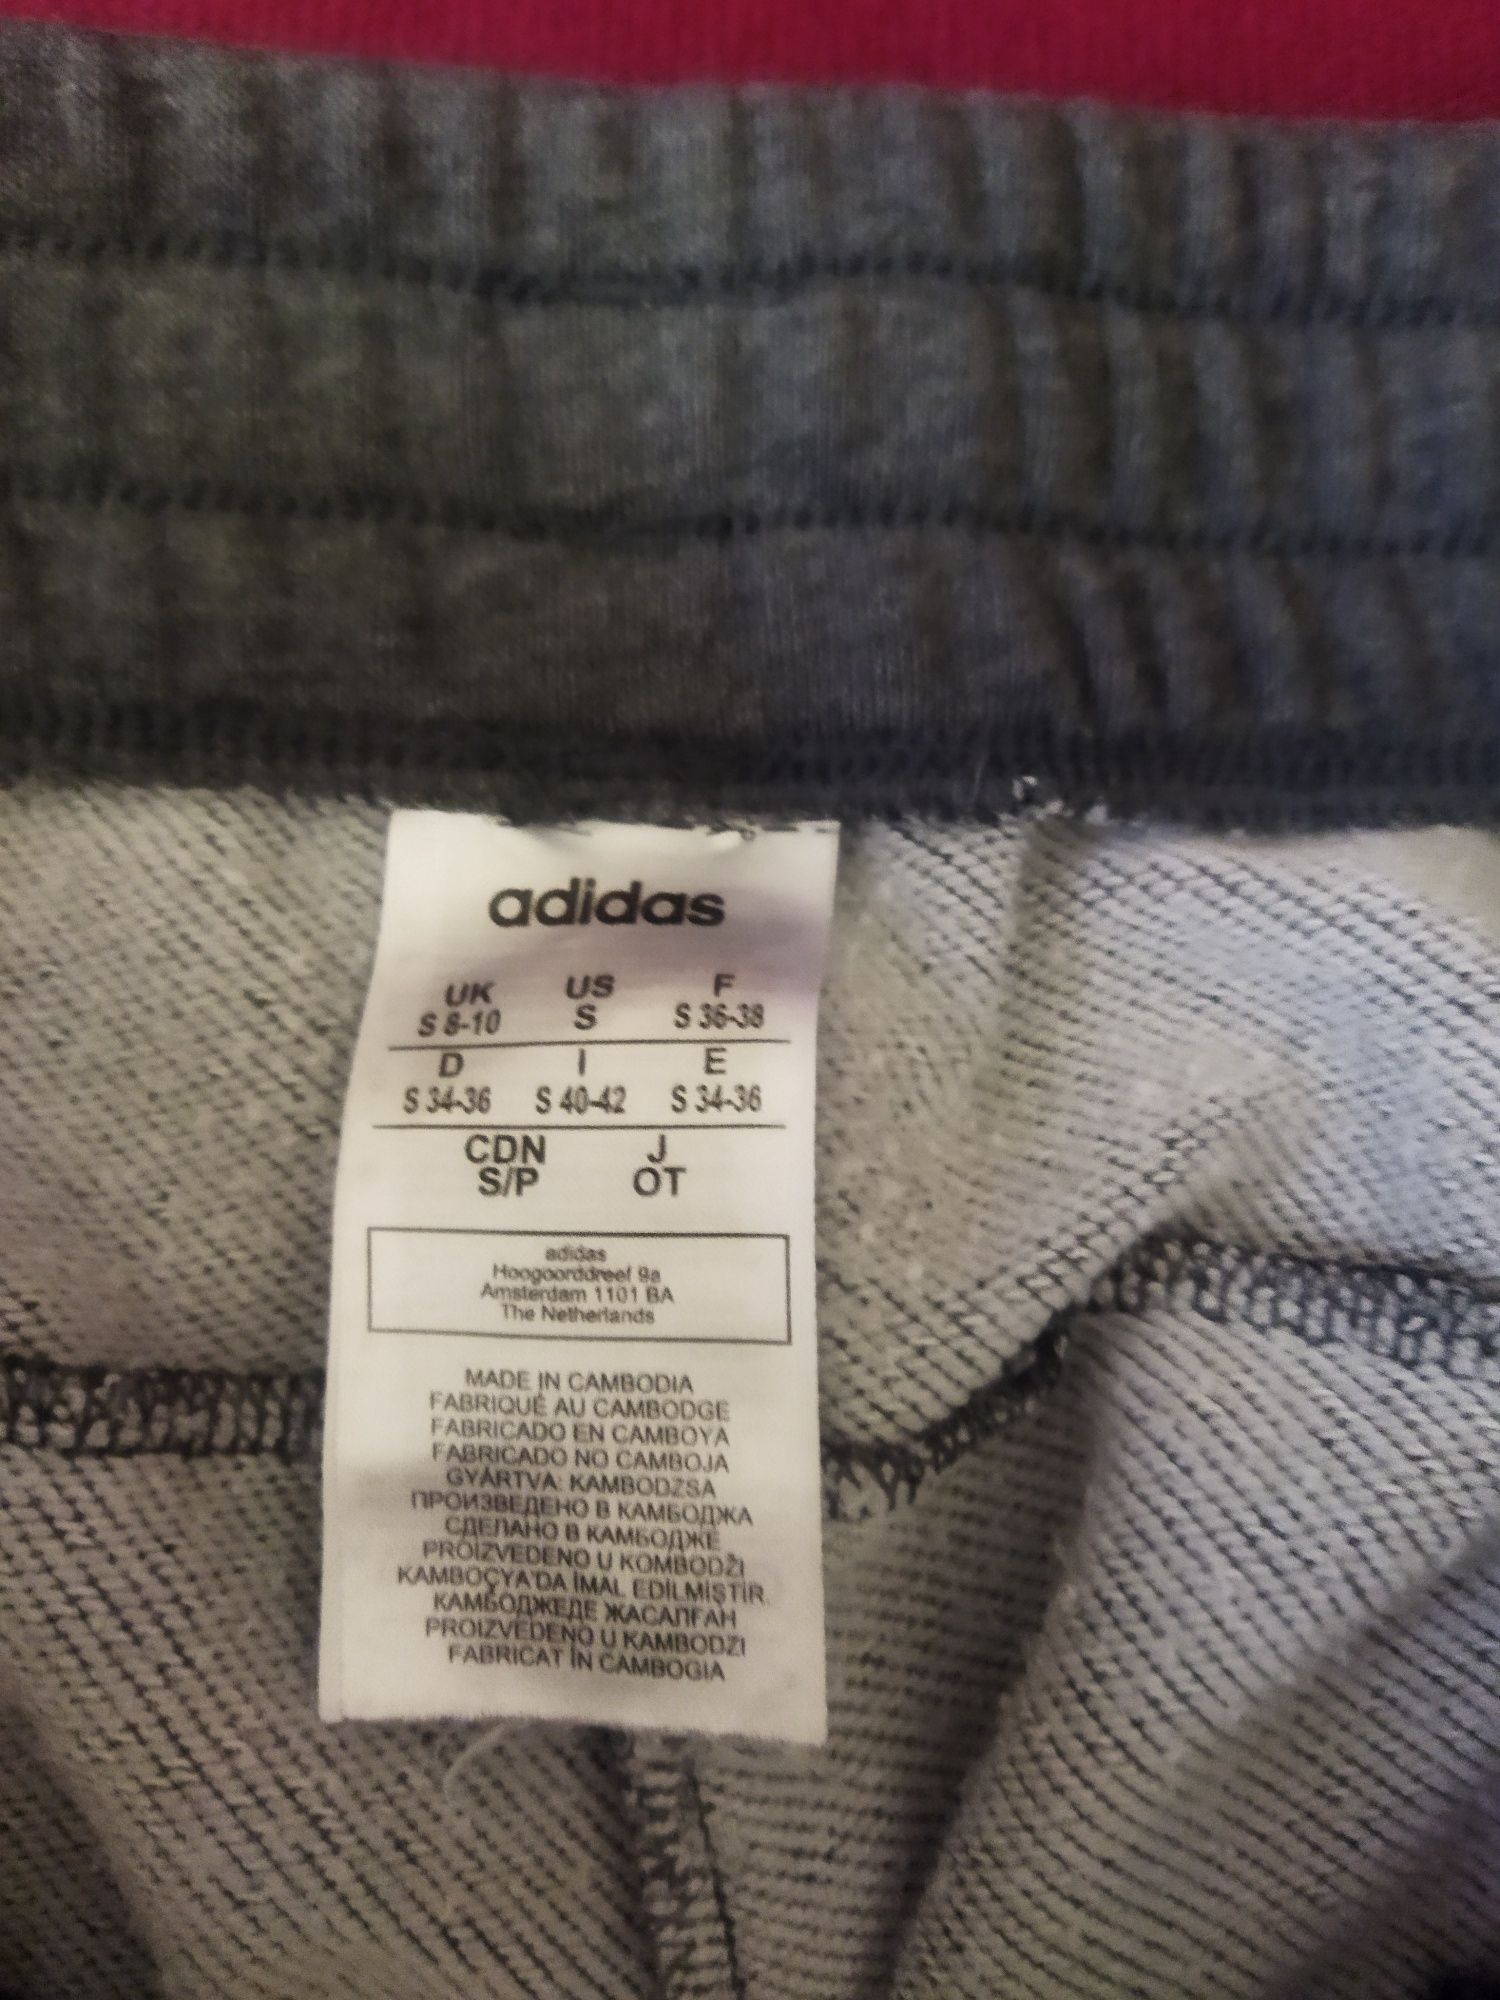 adidas
UK US F
S 8-10 S S 36-38
D I E
S 34-36 S 40-42 S 34-36
CDN J
S/P OT
adidas
Hoogoorddreef 9a
Amsterdam 1101 BA
The Netherlands
MADE IN CAMBODIA
FABRIQUÉ AU CAMBODGE
FABRICADO EN CAMBOYA
FABRICADO NO CAMBOJA
GYÁRTVA: KAMBODZSA
ПРОИЗВЕДЕНО В КАМБОДЖА
СДЕЛАНО В КАМБОДЖЕ
PROIZVEDENO U KOMBODŽI
KAMBOÇYA'DA İMAL EDİLMİŞTİR.
КАМБОДЖЕДЕ ЖАСАЛҒАН
PROIZVEDENO U KAMBODZI
FABRICAT ÎN CAMBOGIA